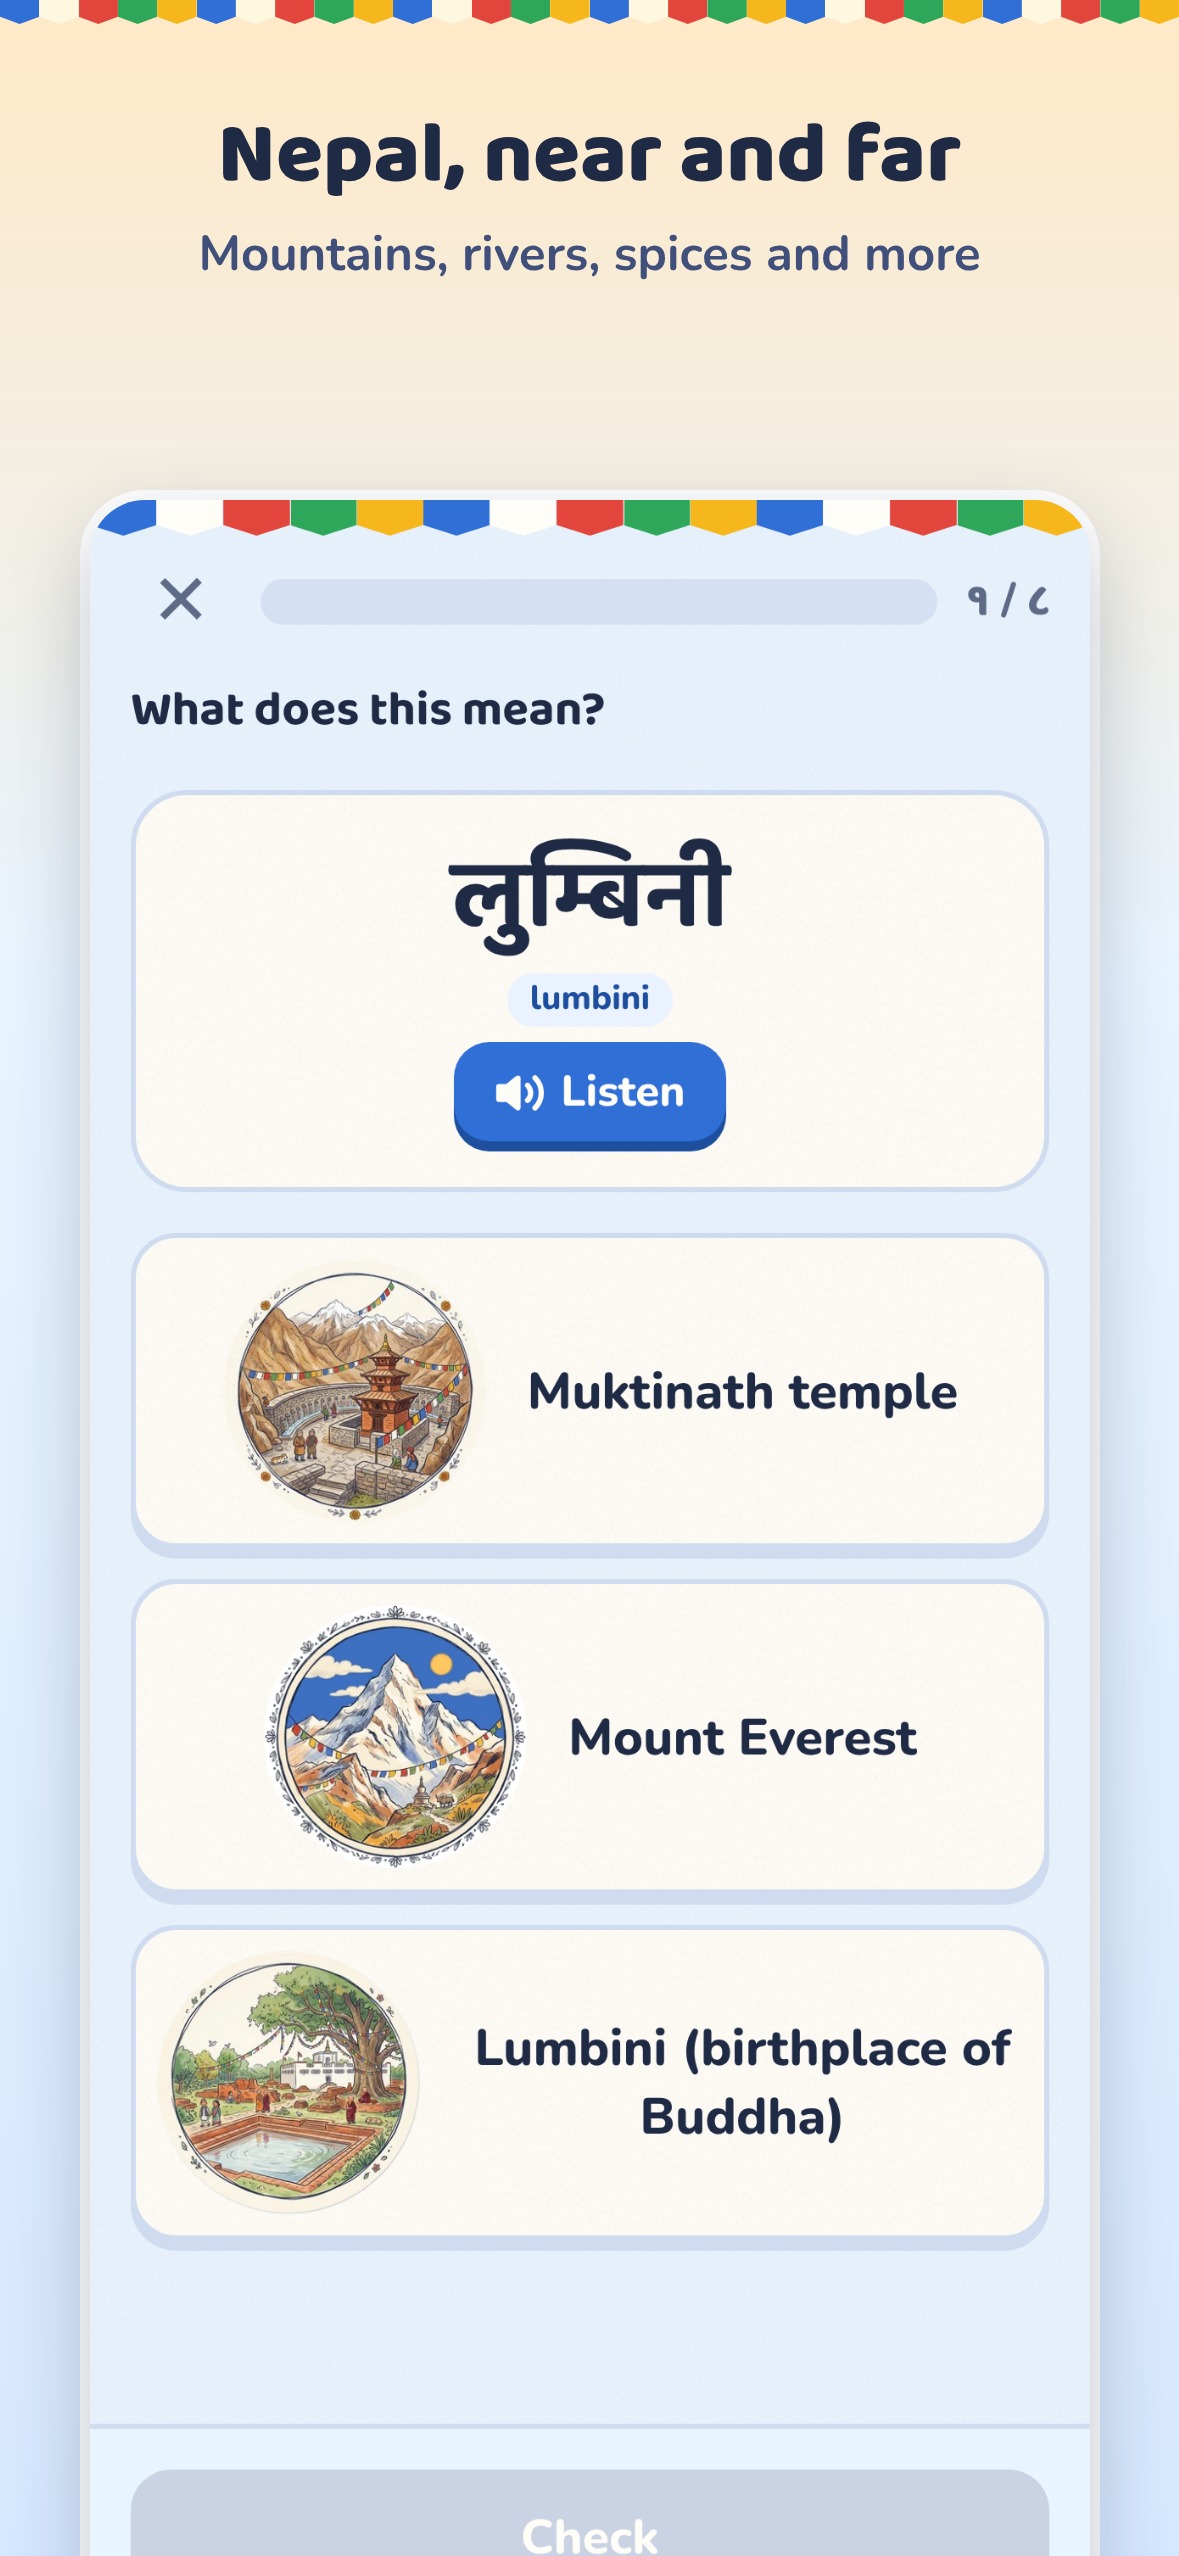 Nepal, near and far
Mountains, rivers, spices and more
१ / ८
What does this mean?
लुम्बिनी
lumbini
Listen
Muktinath temple
Mount Everest
Lumbini (birthplace of
Buddha)
Check